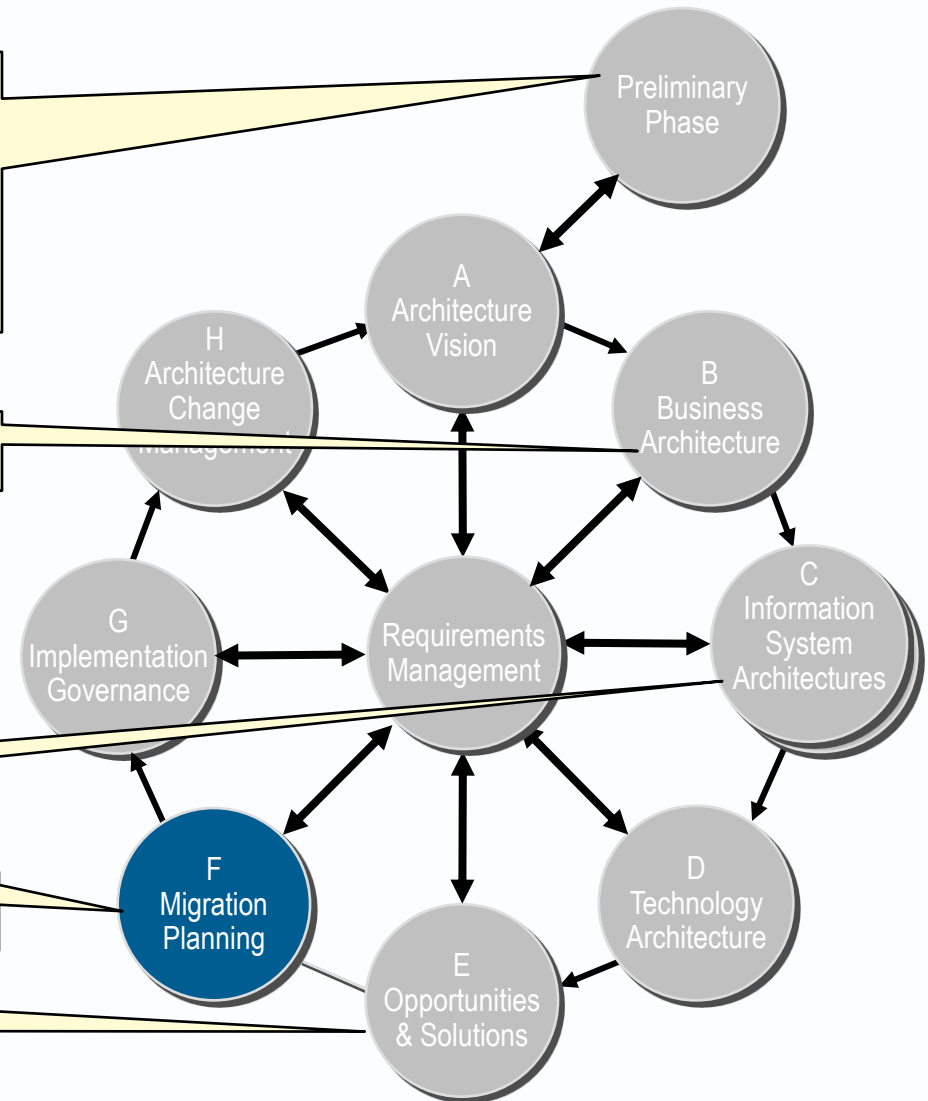 Preliminary
Phase
A
Architecture
Vision
H
Architecture
Change
Management
B
Business
Architecture
C
Information
System
Architectures
G
Implementation
Governance
Requirements
Management
F
Migration
Planning
D
Technology
Architecture
E
Opportunities
& Solutions